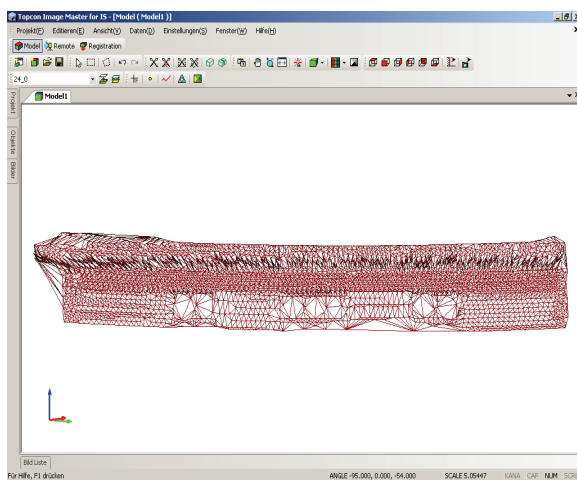 Topcon Image Master for IS - [Model ( Model1 )]
Projekt(F) Editieren(E) Ansicht(V) Daten(D) Einstellungen(S) Fenster(W) Hilfe(H)
Model Remote Registration
24_0
Model1
Projekt
Objekte
Bilder
Bild Liste
Für Hilfe, F1 drücken ANGLE -95.000, 0.000, -54.000 SCALE 5.05447 KANA CAP NUM SCRL